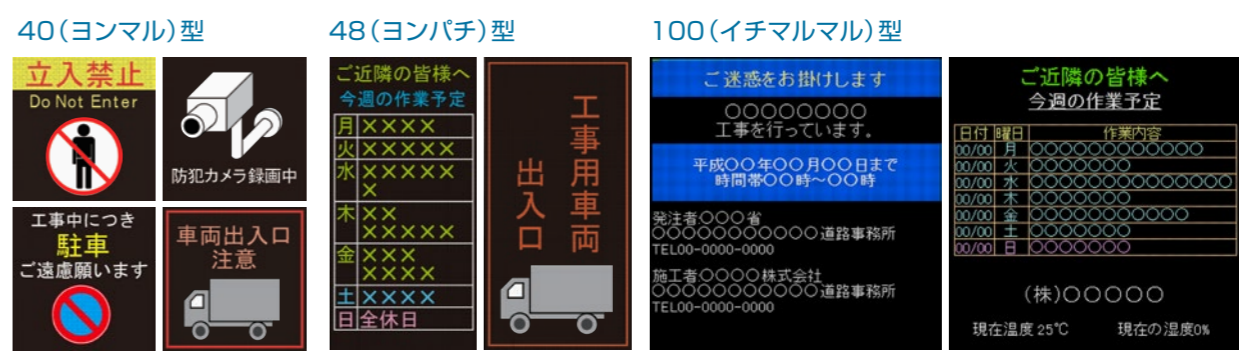 40(ヨンマル)型
立入禁止
Do Not Enter
防犯カメラ録画中
工事中につき
駐車
ご遠慮願います
車両出入口
注意
48(ヨンパチ)型
ご近隣の皆様へ
今週の作業予定
月××××
火×××××
水×××××
×
木××
×××××
金×××
××××
土××××
日全休日
工事用車両
出入口
100(イチマルマル)型
ご迷惑をお掛けします
○○○○○○○○
工事を行っています。
平成○○年○○月○○日まで
時間帯○○時~○○時
発注者:○○○省
○○○○○○○○○○○道路事務所
TEL00-0000-0000
施工者:○○○○株式会社
○○○○○○○○○○○道路事務所
TEL00-0000-0000
ご近隣の皆様へ
今週の作業予定
日付 曜日 作業内容
00/00 月 ○○○○○○○○○○○○○
00/00 火 ○○○○○○○
00/00 水 ○○○○○○○○○○○○○○○
00/00 木 ○○○○○○○
00/00 金 ○○○○○○○○○○○○
00/00 土 ○○○○○○○
00/00 日 ○○○○○○○
(株)○○○○○
現在温度 25℃ 現在の湿度0%